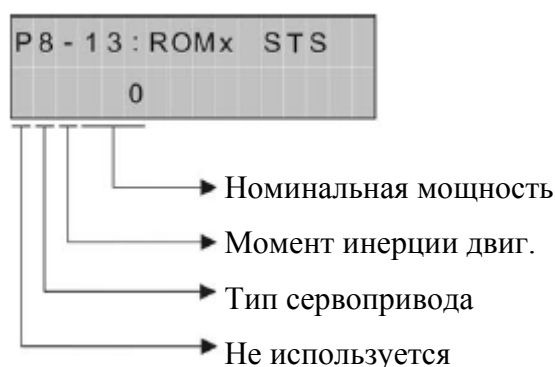 P8-13:ROMx STS
0
Номинальная мощность
Момент инерции двиг.
Тип сервопривода
Не используется